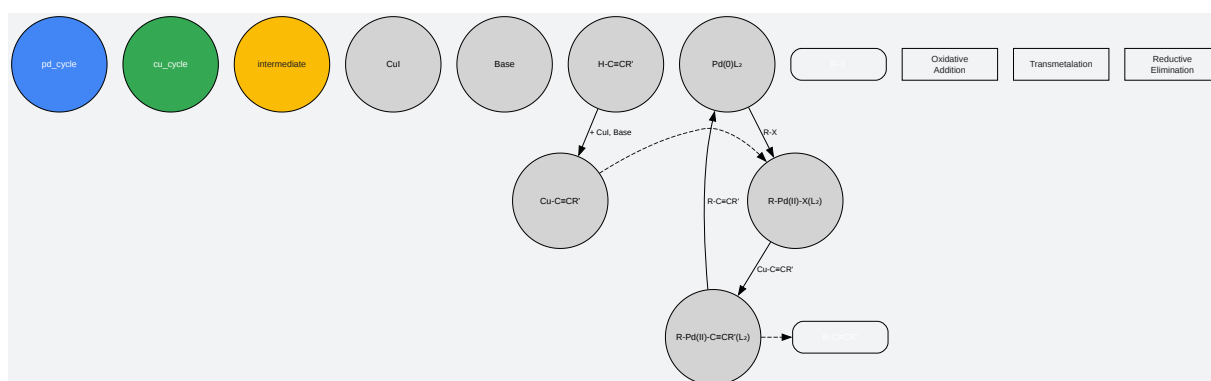 pd_cycle
cu_cycle
intermediate
CuI
Base
H-C≡CR'
Pd(0)L₂
R-X
Oxidative
Addition
Transmetalation
Reductive
Elimination
+ CuI, Base
R-X
Cu-C≡CR'
R-C≡CR'
R-Pd(II)-X(L₂)
Cu-C≡CR'
R-Pd(II)-C≡CR'(L₂)
R-C≡CR'